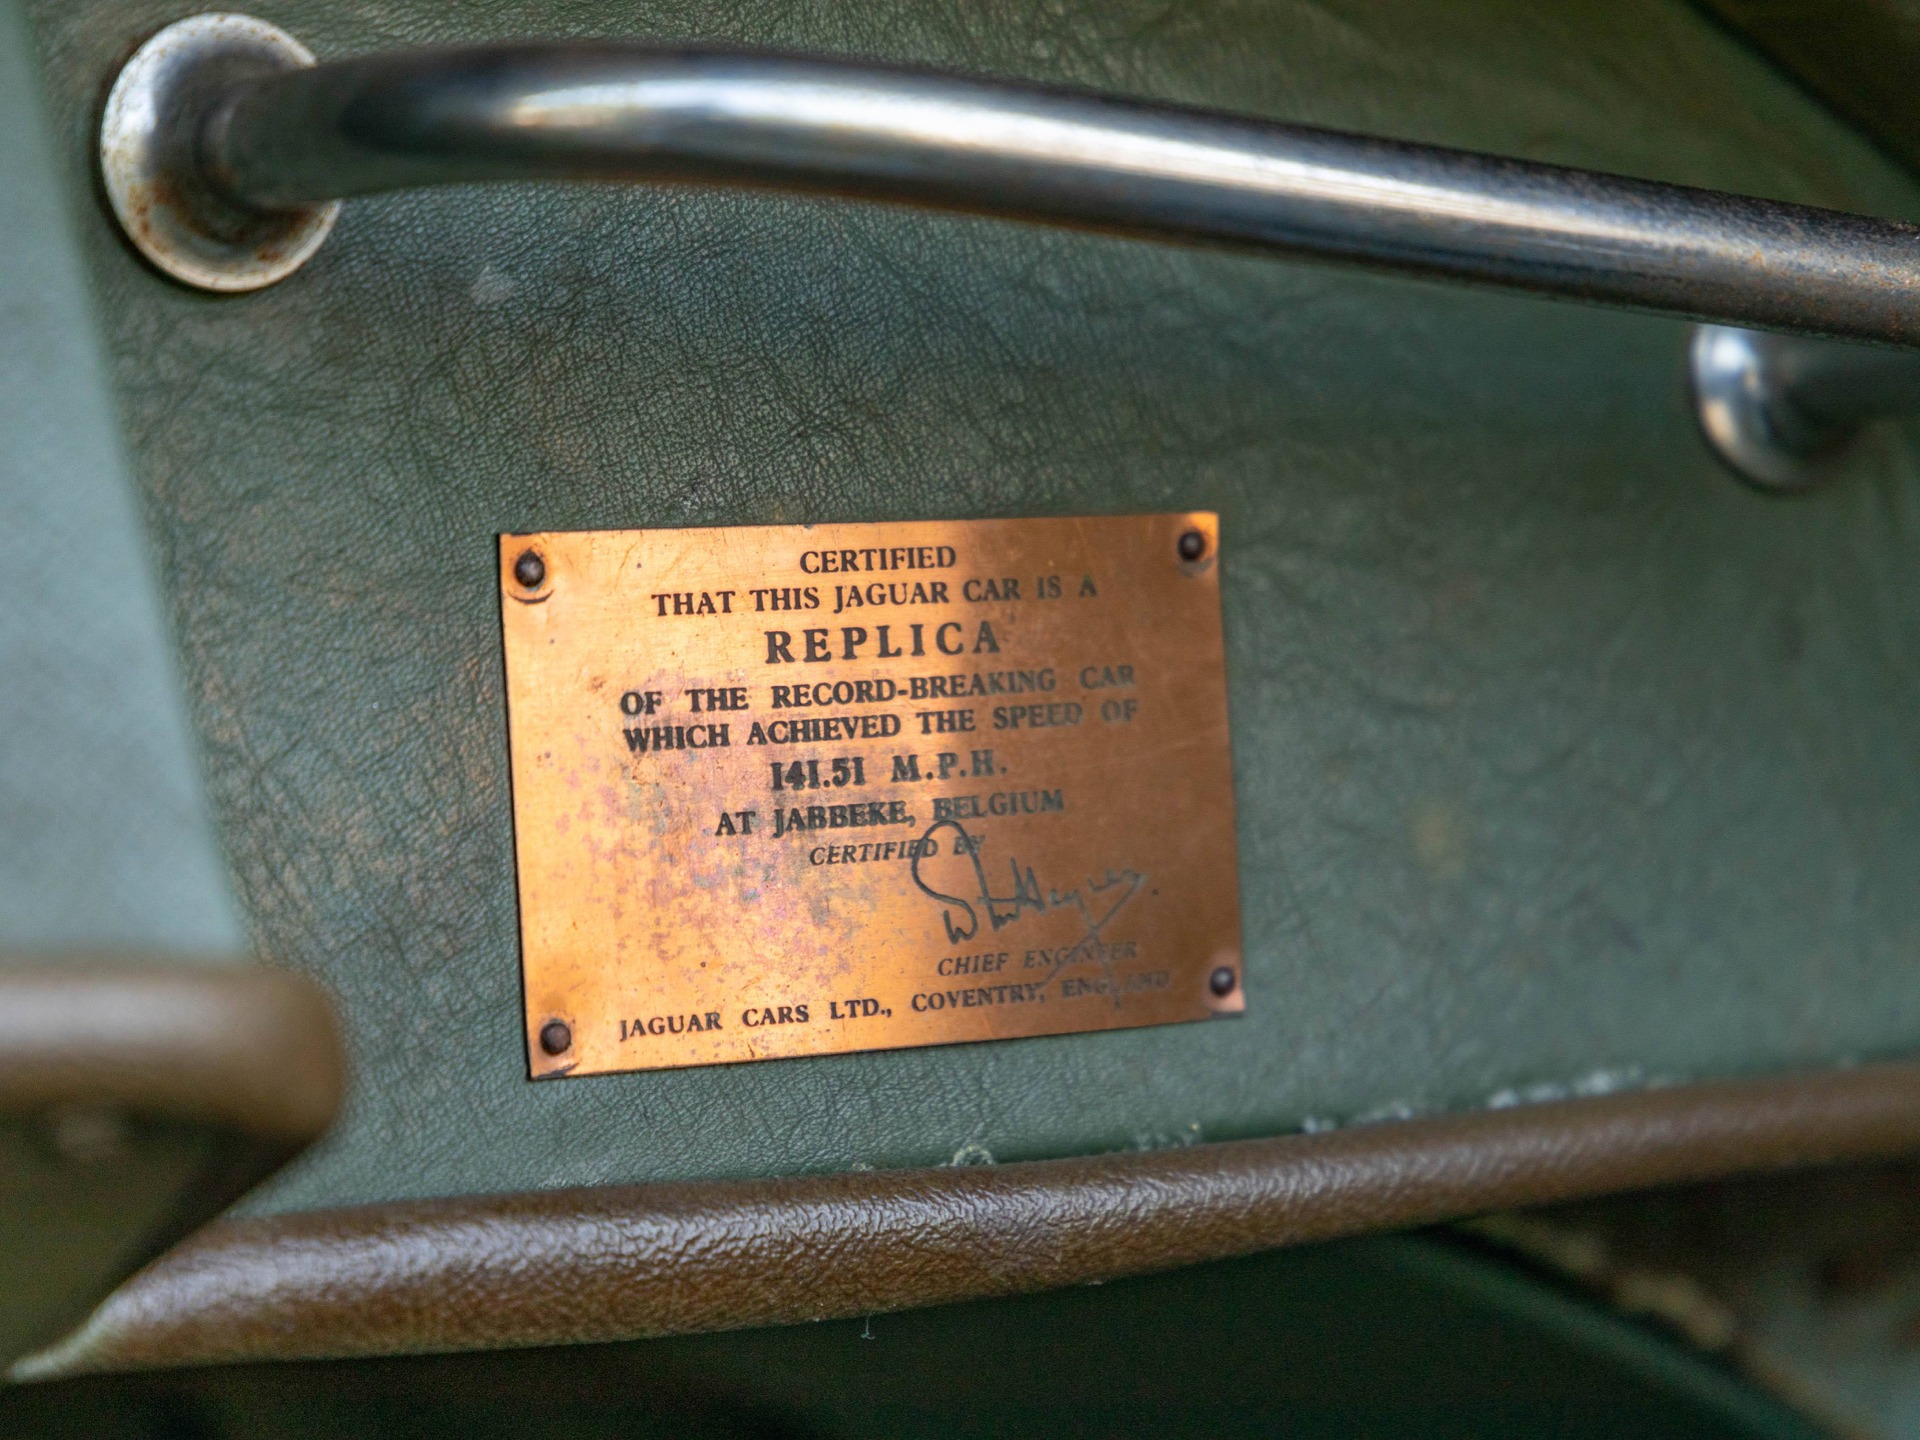 CERTIFIED
THAT THIS JAGUAR CAR IS A
REPLICA
OF THE RECORD-BREAKING CAR
WHICH ACHIEVED THE SPEED OF
141.51 M.P.H.
AT JABBEKE, BELGIUM
CERTIFIED BY
CHIEF ENGINEER
JAGUAR CARS LTD., COVENTRY, ENGLAND